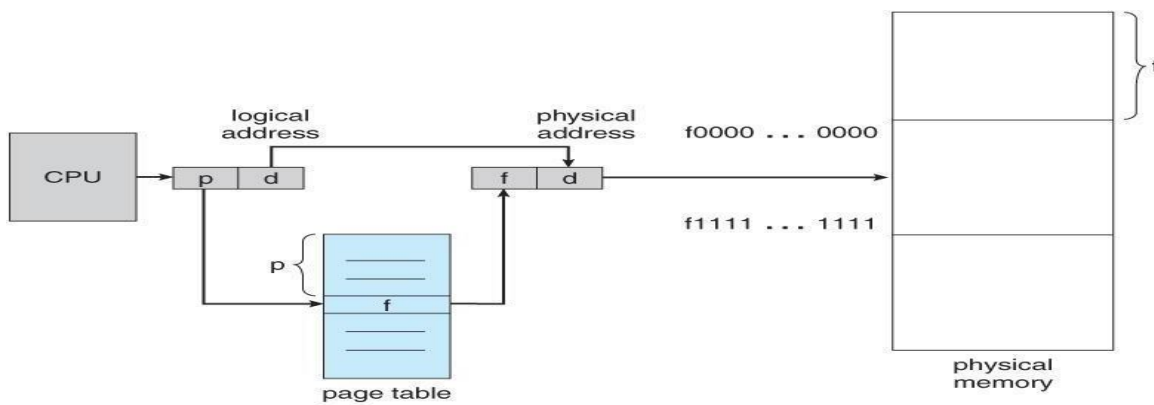 logical
address
physical
address
f0000 ... 0000
CPU
p
d
f
d
f1111 ... 1111
p
f
page table
physical
memory